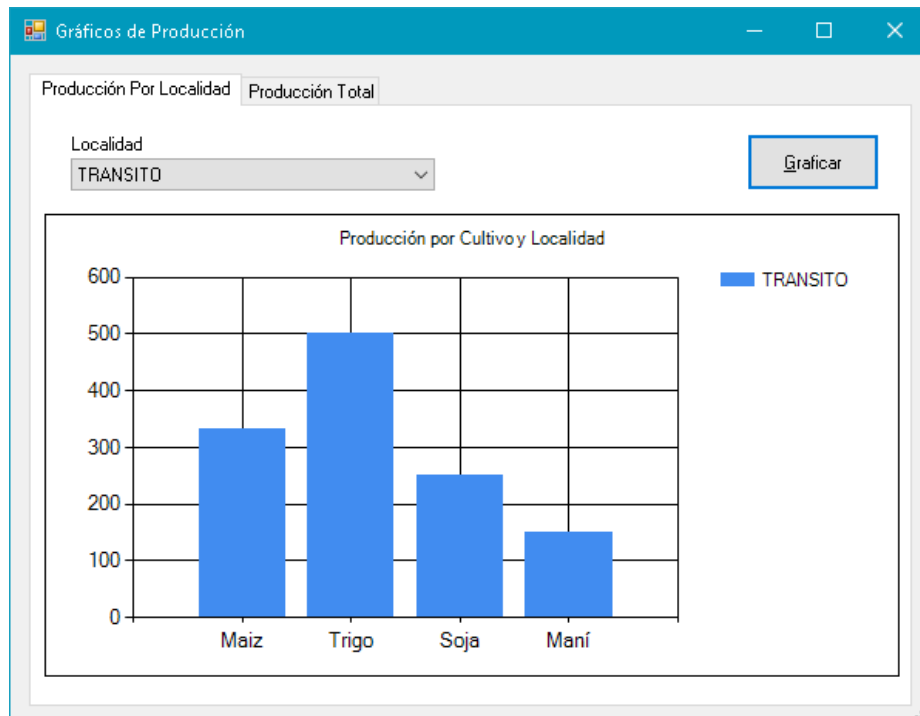 Gráficos de Producción
Producción Por Localidad
Producción Total
Localidad
TRANSITO
Graficar
Producción por Cultivo y Localidad
TRANSITO
600
500
400
300
200
100
0
Maiz Trigo Soja Maní